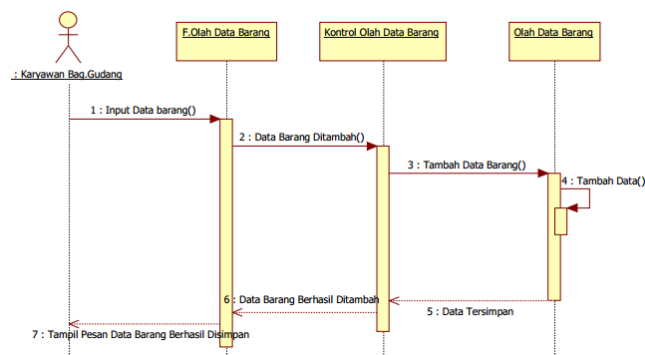 F.Olah Data Barang
Kontrol Olah Data Barang
Olah Data Barang
: Karyawan Bag.Gudang
1 : Input Data barang()
2 : Data Barang Ditambah()
3 : Tambah Data Barang()
4 : Tambah Data()
5 : Data Tersimpan
6 : Data Barang Berhasil Ditambah
7 : Tampil Pesan Data Barang Berhasil Disimpan